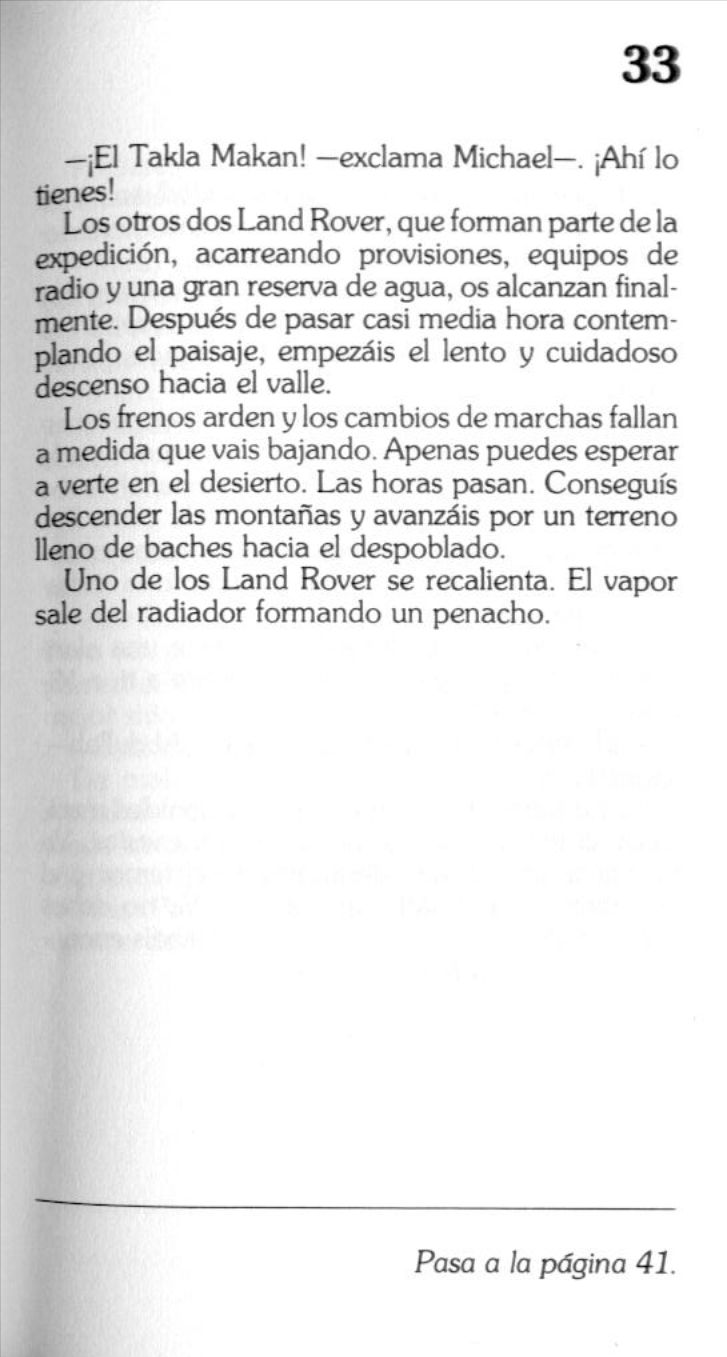 33
—¡El Takla Makan! —exclama Michael—. ¡Ahí lo
tienes!
Los otros dos Land Rover, que forman parte de la
expedición, acarreando provisiones, equipos de
radio y una gran reserva de agua, os alcanzan final-
mente. Después de pasar casi media hora contem-
plando el paisaje, empezáis el lento y cuidadoso
descenso hacia el valle.
Los frenos arden y los cambios de marchas fallan
a medida que vais bajando. Apenas puedes esperar
a verte en el desierto. Las horas pasan. Conseguís
descender las montañas y avanzáis por un terreno
lleno de baches hacia el despoblado.
Uno de los Land Rover se recalienta. El vapor
sale del radiador formando un penacho.
Pasa a la página 41.